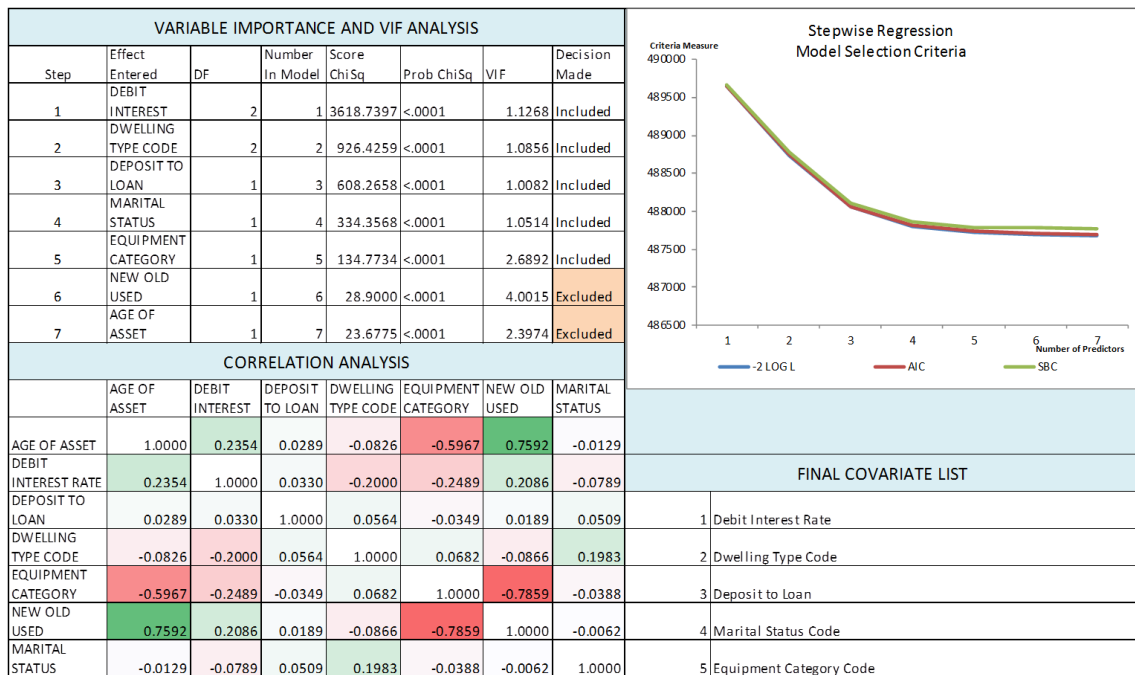 VARIABLE IMPORTANCE AND VIF ANALYSIS
Step Effect Entered DF Number In Model Score ChiSq Prob ChiSq VIF Decision Made
1 DEBIT INTEREST 2 1 3618.7397 <.0001 1.1268 Included
2 DWELLING TYPE CODE 2 2 926.4259 <.0001 1.0856 Included
3 DEPOSIT TO LOAN 1 3 608.2658 <.0001 1.0082 Included
4 MARITAL STATUS 1 4 334.3568 <.0001 1.0514 Included
5 EQUIPMENT CATEGORY 1 5 134.7734 <.0001 2.6892 Included
6 NEW OLD USED 1 6 28.9000 <.0001 4.0015 Excluded
7 AGE OF ASSET 1 7 23.6775 <.0001 2.3974 Excluded
CORRELATION ANALYSIS
AGE OF ASSET DEBIT INTEREST DEPOSIT TO LOAN DWELLING TYPE CODE EQUIPMENT CATEGORY NEW OLD USED MARITAL STATUS
AGE OF ASSET 1.0000 0.2354 0.0289 -0.0826 -0.5967 0.7592 -0.0129
DEBIT INTEREST RATE 0.2354 1.0000 0.0330 -0.2000 -0.2489 0.2086 -0.0789
DEPOSIT TO LOAN 0.0289 0.0330 1.0000 0.0564 -0.0349 0.0189 0.0509
DWELLING TYPE CODE -0.0826 -0.2000 0.0564 1.0000 0.0682 -0.0866 0.1983
EQUIPMENT CATEGORY -0.5967 -0.2489 -0.0349 0.0682 1.0000 -0.7859 -0.0388
NEW OLD USED 0.7592 0.2086 0.0189 -0.0866 -0.7859 1.0000 -0.0062
MARITAL STATUS -0.0129 -0.0789 0.0509 0.1983 -0.0388 -0.0062 1.0000
Stepwise Regression
Model Selection Criteria
Criteria Measure
490000
489500
489000
488500
488000
487500
487000
486500
1 2 3 4 5 6 7
Number of Predictors
-2 LOG L AIC SBC
FINAL COVARIATE LIST
1 Debit Interest Rate
2 Dwelling Type Code
3 Deposit to Loan
4 Marital Status Code
5 Equipment Category Code